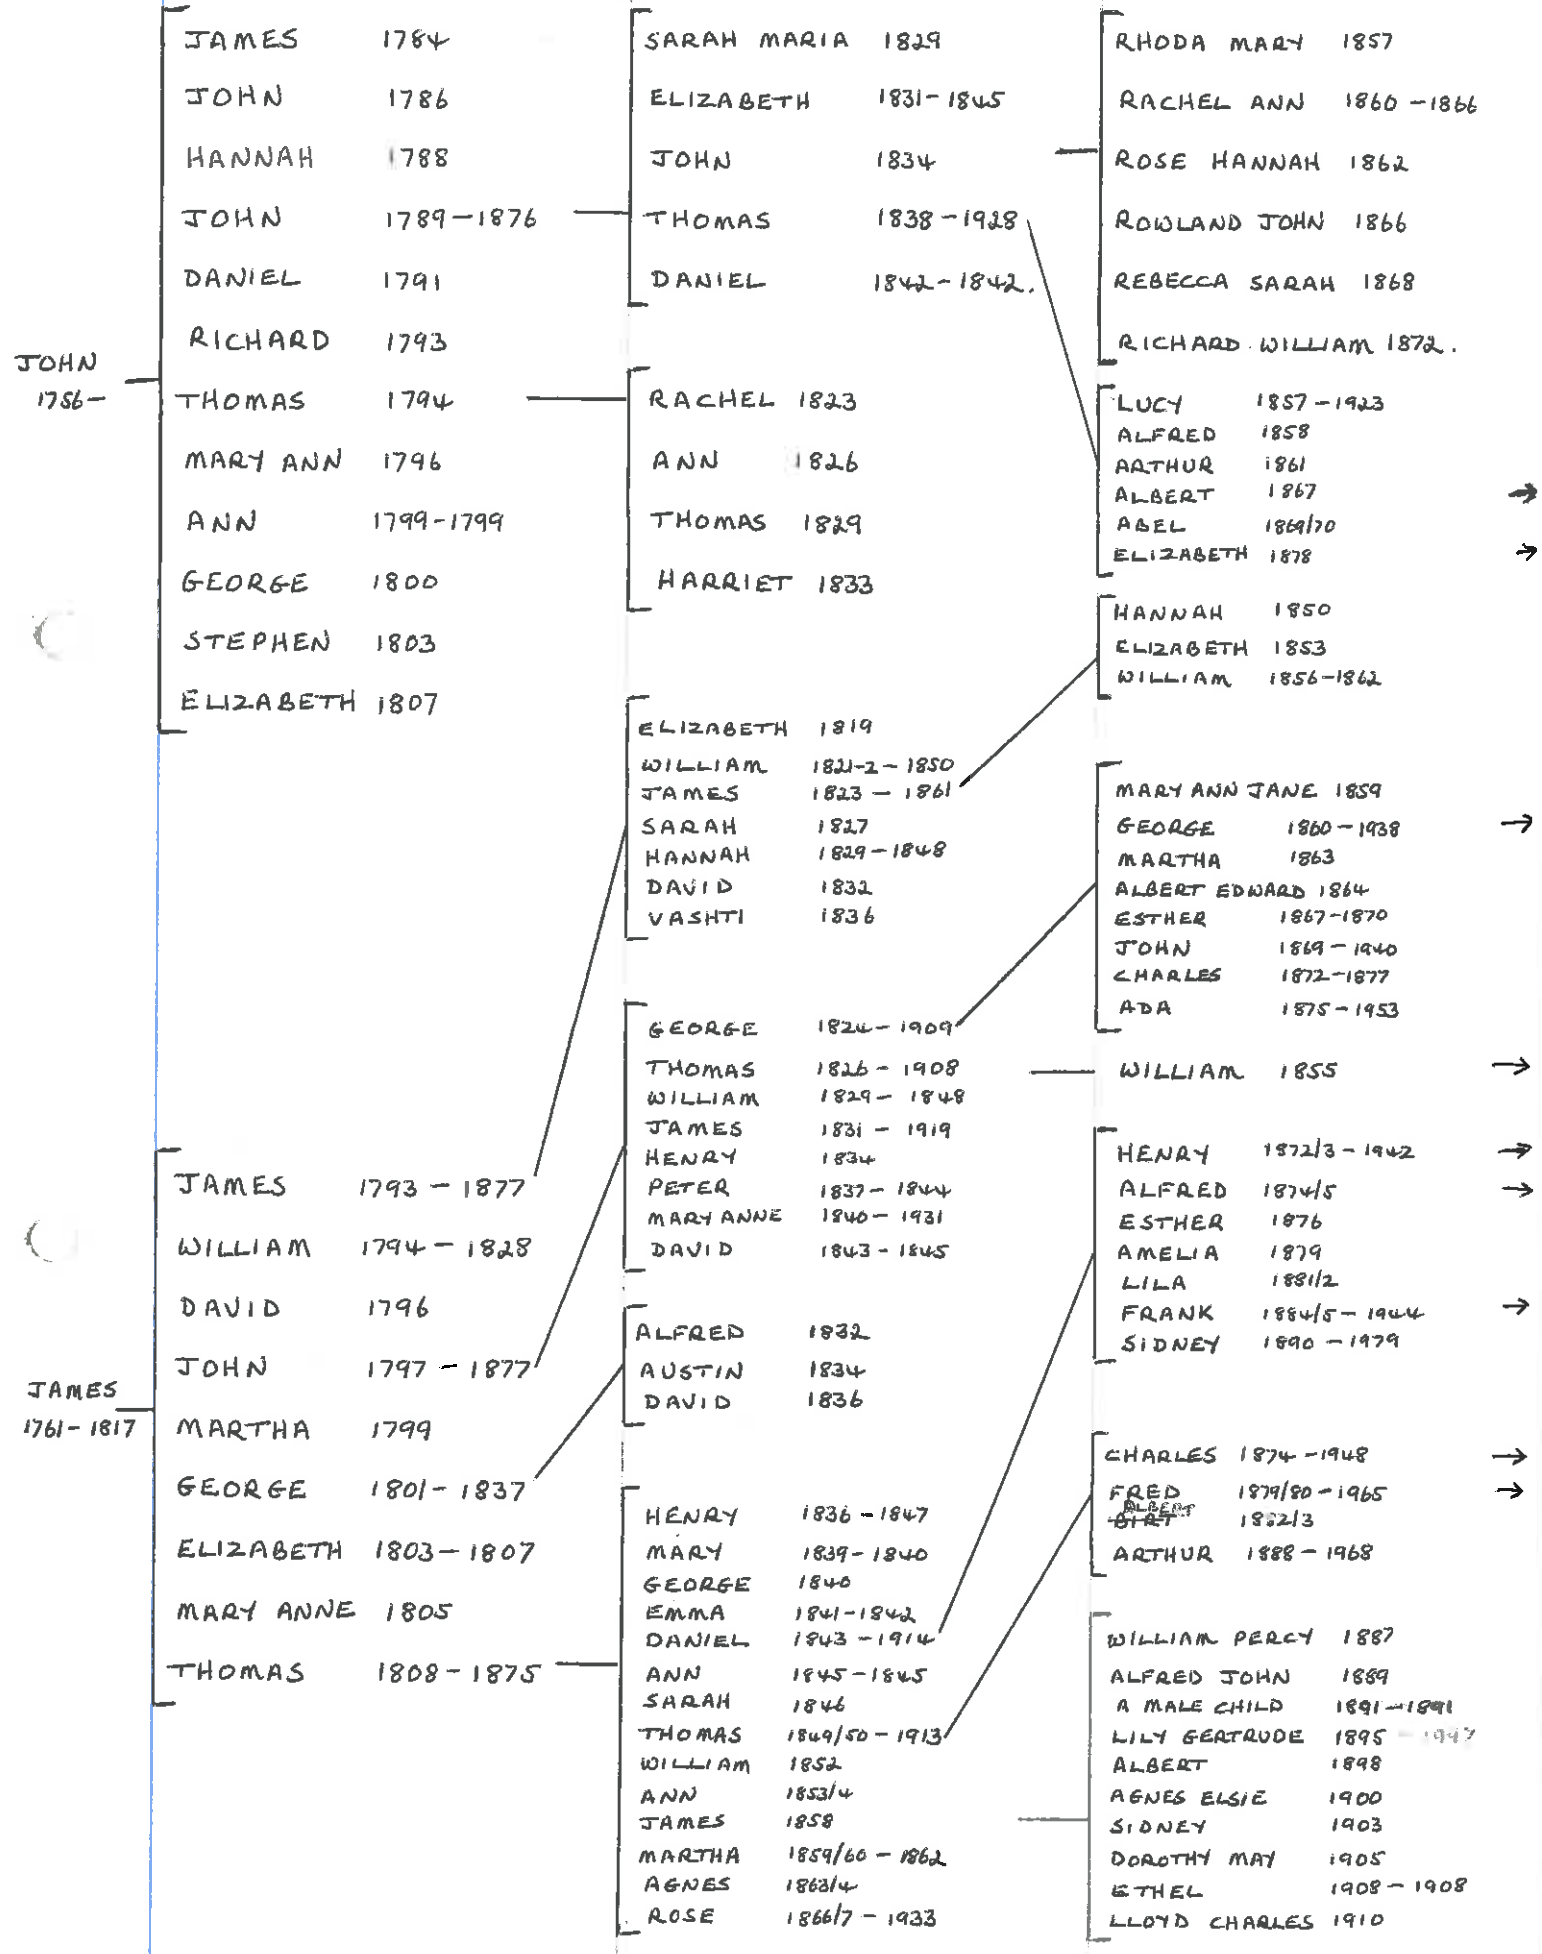 JOHN
1756-
JAMES 1784
JOHN 1786
HANNAH 1788
JOHN 1789-1876
DANIEL 1791
RICHARD 1793
THOMAS 1794
MARY ANN 1796
ANN 1799-1799
GEORGE 1800
STEPHEN 1803
ELIZABETH 1807
JAMES
1761-1817
JAMES 1793-1877
WILLIAM 1794-1828
DAVID 1796
JOHN 1797-1877
MARTHA 1799
GEORGE 1801-1837
ELIZABETH 1803-1807
MARY ANNE 1805
THOMAS 1808-1875
SARAH MARIA 1829
ELIZABETH 1831-1845
JOHN 1834
THOMAS 1838-1928
DANIEL 1842-1842.
RACHEL 1823
ANN 1826
THOMAS 1829
HARRIET 1833
ELIZABETH 1819
WILLIAM 1821-2-1850
JAMES 1823-1861
SARAH 1827
HANNAH 1829-1848
DAVID 1832
VASHTI 1836
GEORGE 1824-1909
THOMAS 1826-1908
WILLIAM 1829-1848
JAMES 1831-1919
HENRY 1834
PETER 1837-1844
MARY ANNE 1840-1931
DAVID 1843-1845
ALFRED 1832
AUSTIN 1834
DAVID 1836
HENRY 1836-1847
MARY 1839-1840
GEORGE 1840
EMMA 1841-1842
DANIEL 1843-1914
ANN 1845-1845
SARAH 1846
THOMAS 1849/50-1913
WILLIAM 1852
ANN 1853/4
JAMES 1858
MARTHA 1859/60-1862
AGNES 1863/4
ROSE 1866/7-1933
RHODA MARY 1857
RACHEL ANN 1860-1866
ROSE HANNAH 1862
ROWLAND JOHN 1866
REBECCA SARAH 1868
RICHARD WILLIAM 1872.
LUCY 1857-1923
ALFRED 1858
ARTHUR 1861
ALBERT 1867 →
ABEL 1869/70
ELIZABETH 1878 →
HANNAH 1850
ELIZABETH 1853
WILLIAM 1856-1862
MARY ANN JANE 1859
GEORGE 1860-1938 →
MARTHA 1863
ALBERT EDWARD 1864
ESTHER 1867-1870
JOHN 1869-1940
CHARLES 1872-1877
ADA 1875-1953
WILLIAM 1855 →
HENRY 1872/3-1942 →
ALFRED 1874/5 →
ESTHER 1876
AMELIA 1879
LILA 1881/2
FRANK 1884/5-1944 →
SIDNEY 1890-1979
CHARLES 1874-1948 →
FRED 1879/80-1965 →
ALBERT
1882/3
ARTHUR 1888-1968
WILLIAM PERCY 1887
ALFRED JOHN 1889
A MALE CHILD 1891-1891
LILY GERTRUDE 1895
ALBERT 1898
AGNES ELSIE 1900
SIDNEY 1903
DOROTHY MAY 1905
ETHEL 1908-1908
LLOYD CHARLES 1910